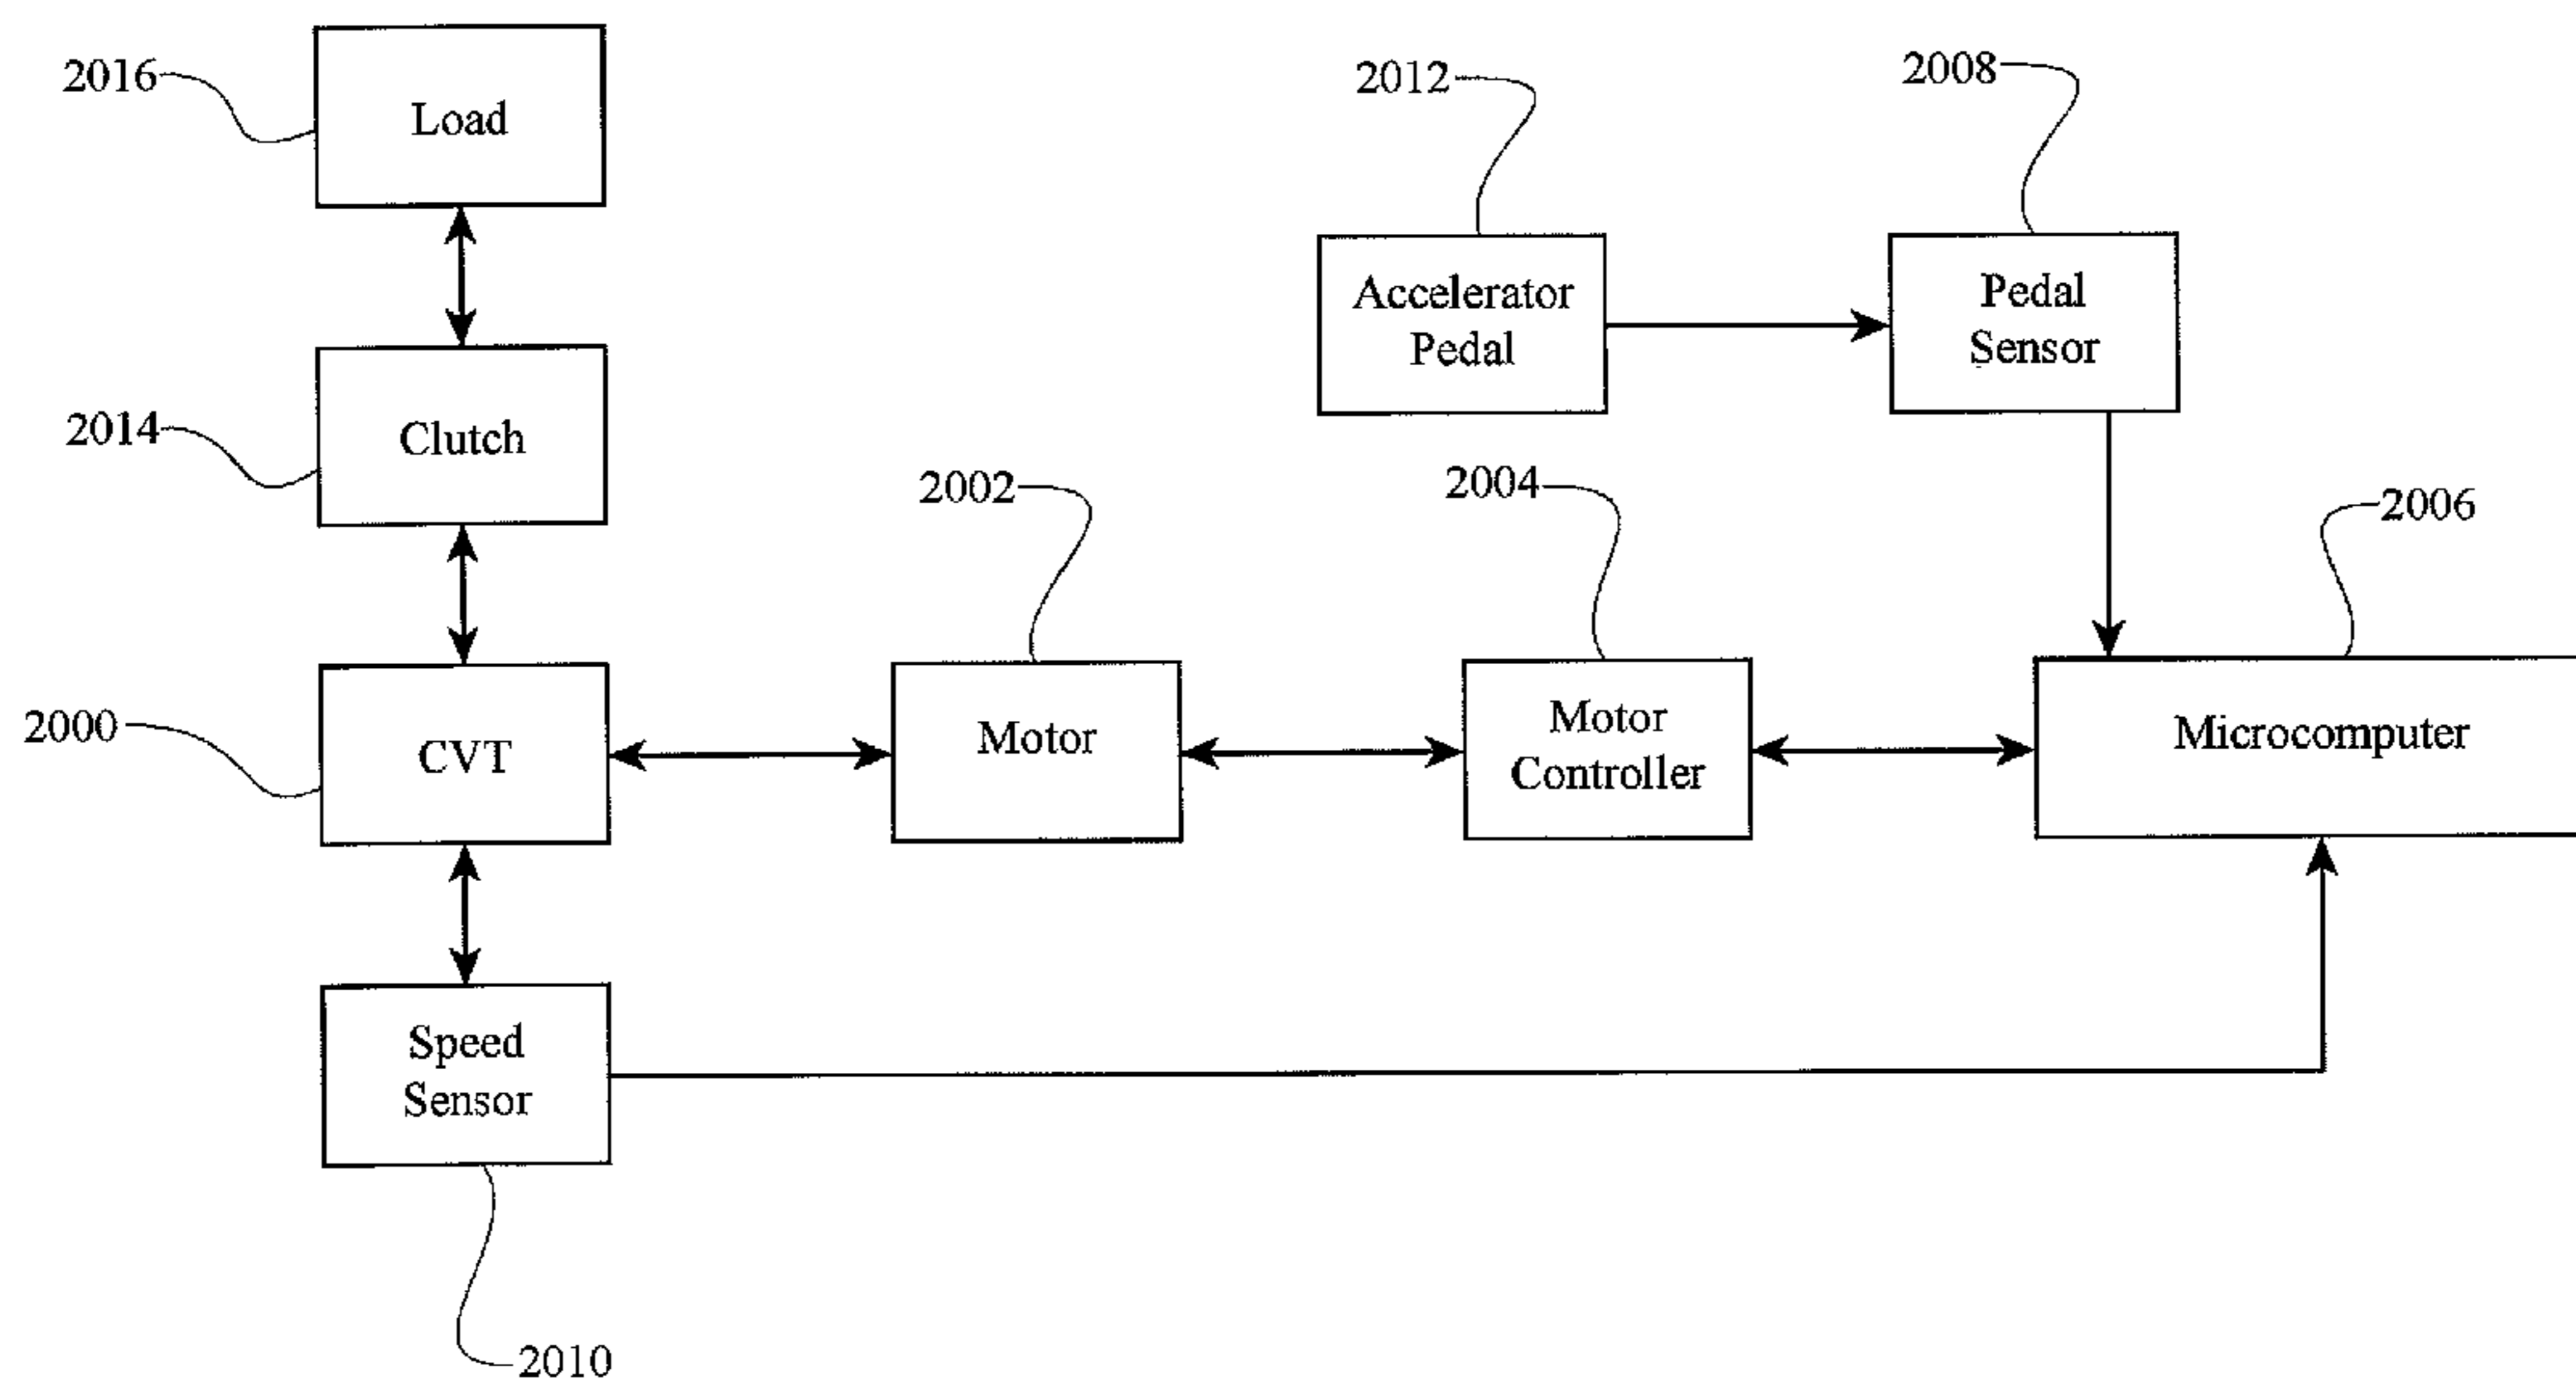 2016
Load
2012
2008
Accelerator
Pedal
Pedal
Sensor
2014
Clutch
2002
2004
2006
2000
CVT
Motor
Motor
Controller
Microcomputer
Speed
Sensor
2010